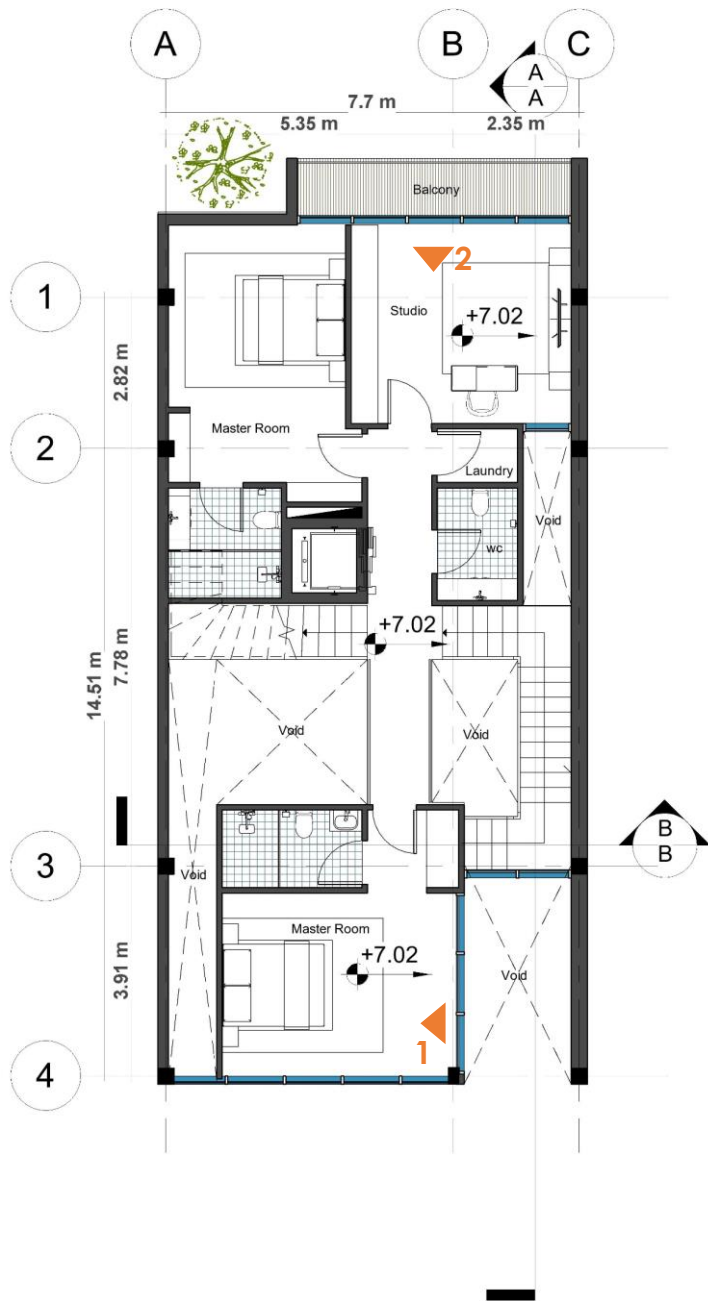 A
B
C
A
A
7.7 m
5.35 m
2.35 m
Balcony
2
1
Studio
+7.02
2.82 m
Master Room
2
Laundry
Void
wc
+7.02
14.51 m
7.78 m
Void
Void
B
B
3
Void
Master Room
+7.02
3.91 m
Void
1
4